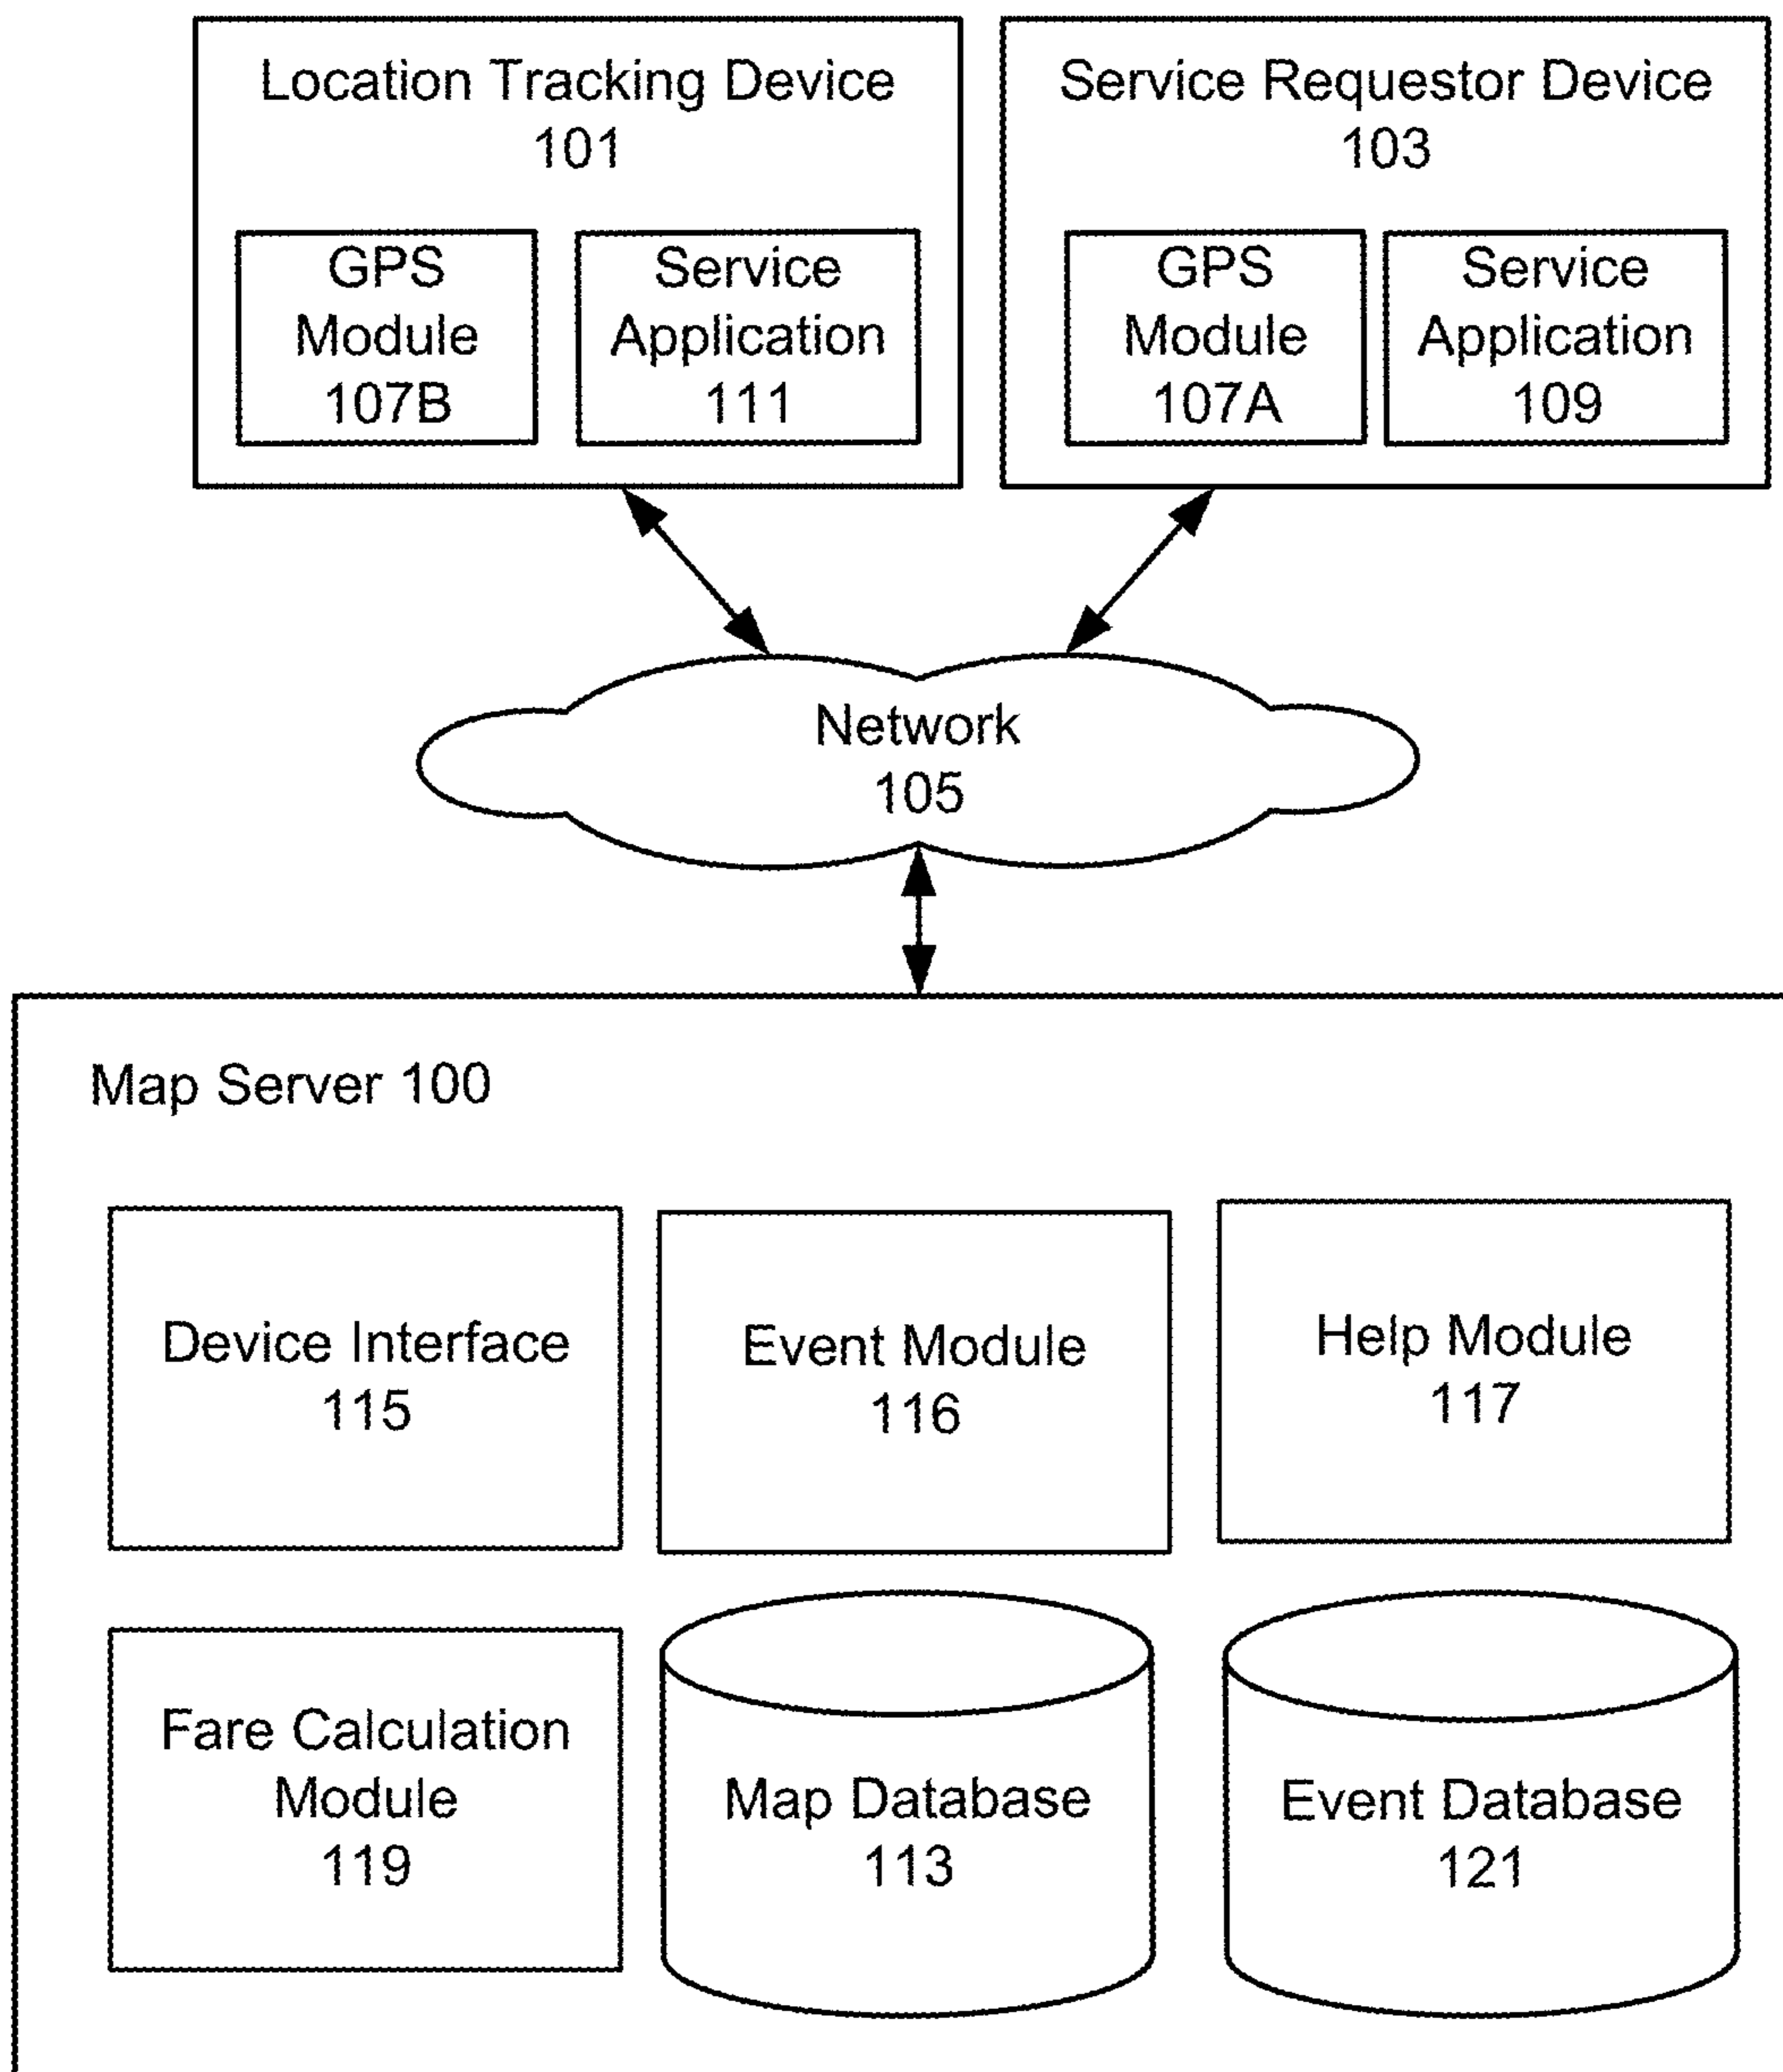 Location Tracking Device
101
GPS
Module
107B
Service
Application
111
Service Requestor Device
103
GPS
Module
107A
Service
Application
109
Network
105
Map Server 100
Device Interface
115
Event Module
116
Help Module
117
Fare Calculation
Module
119
Map Database
113
Event Database
121